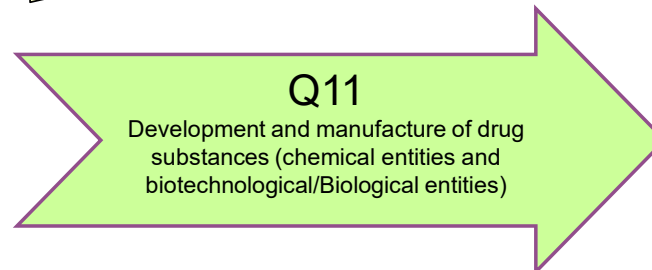 Q11
Development and manufacture of drug
substances (chemical entities and
biotechnological/Biological entities)